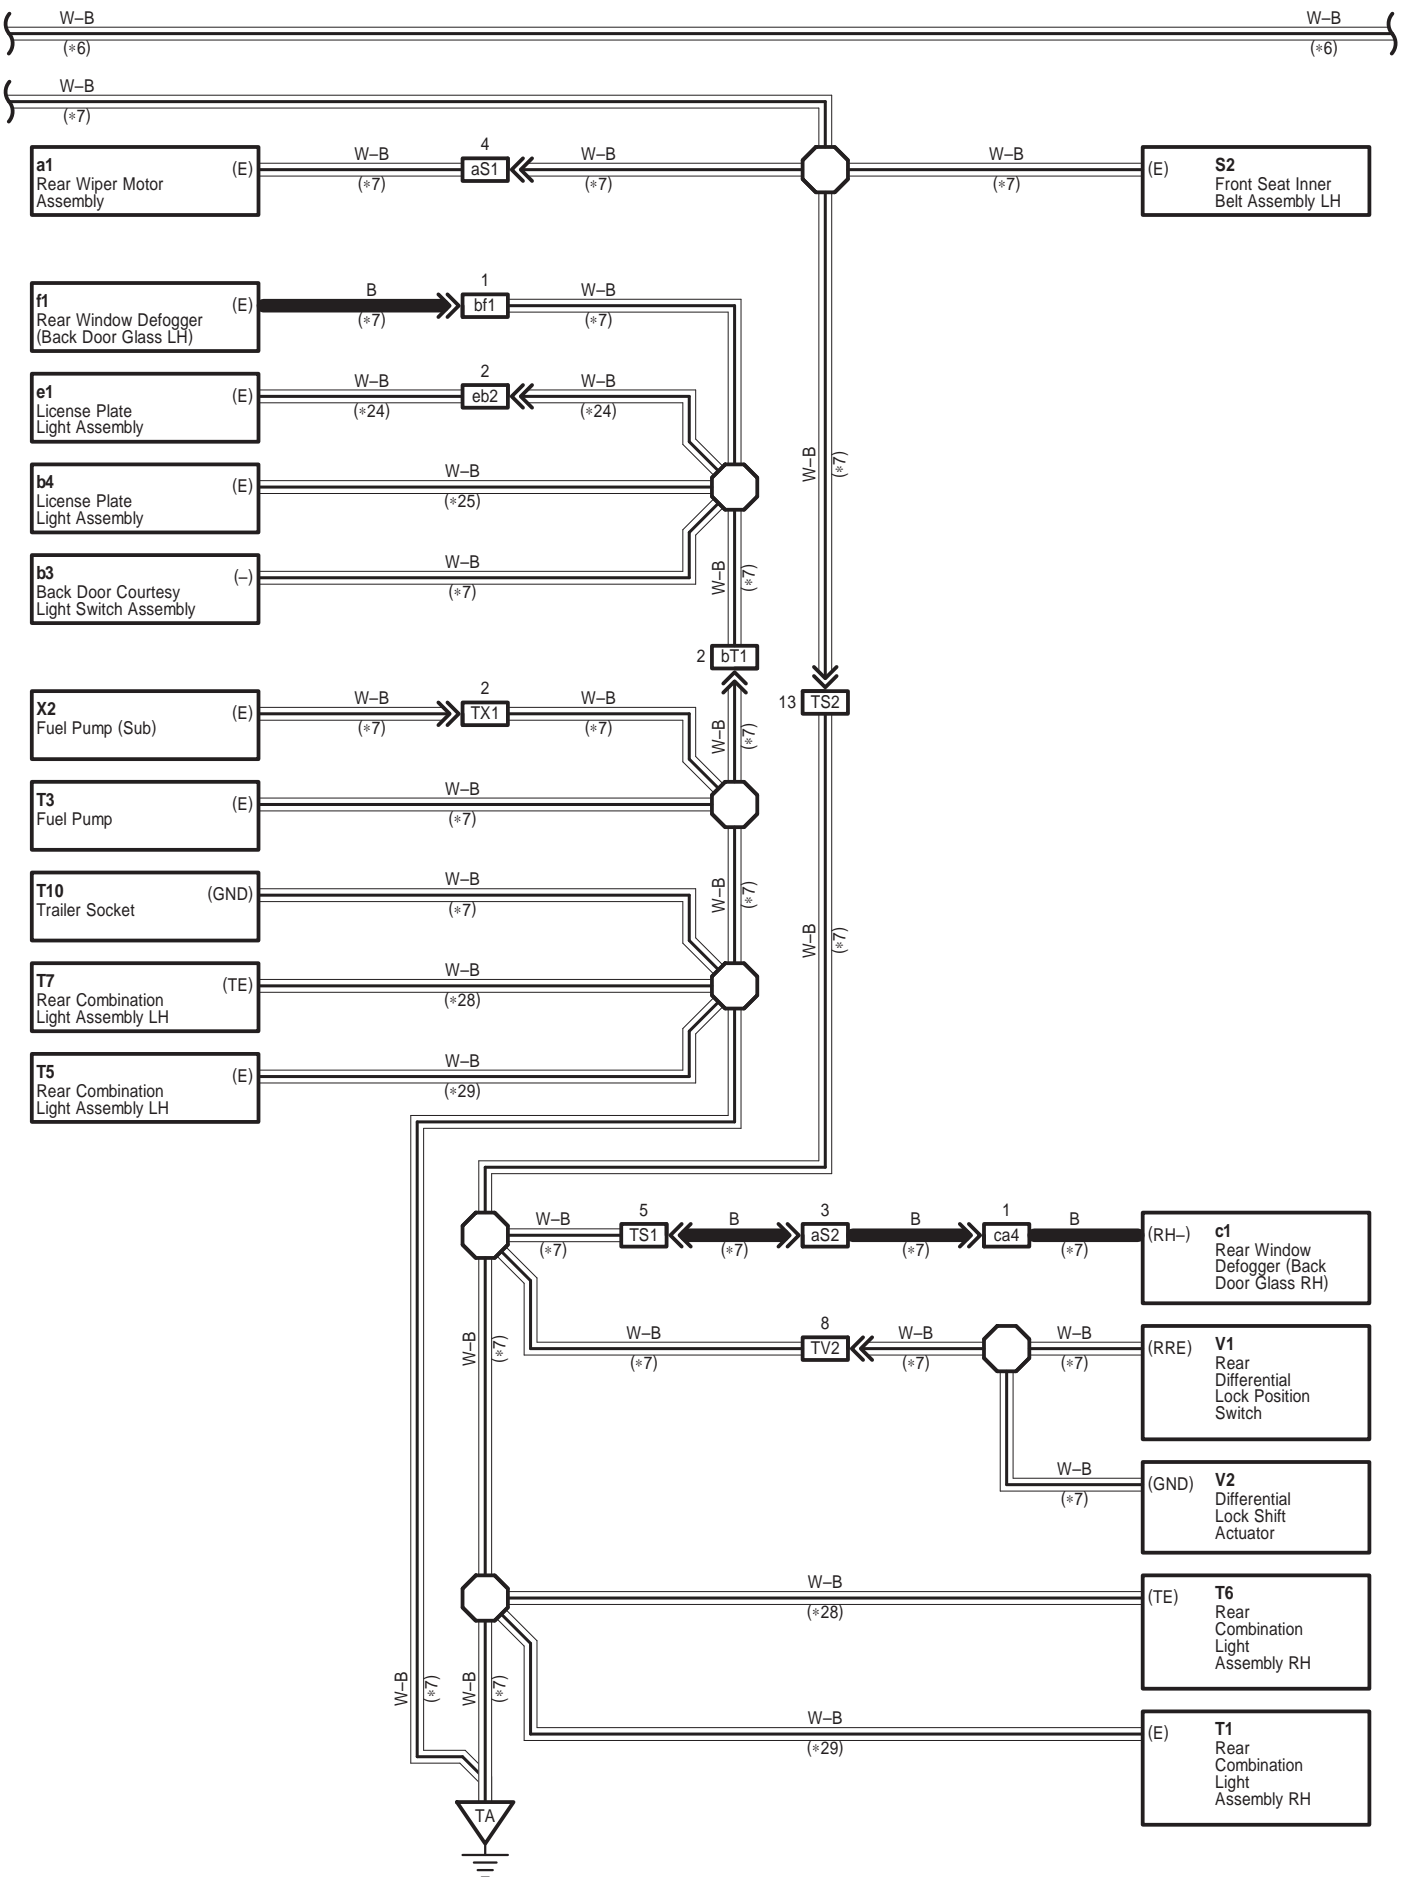 W–B
W–B
(∗6)
(∗6)
W–B
(∗7)
a1
Rear Wiper Motor
Assembly
(E)
W–B
(∗7)
4
aS1
W–B
(∗7)
W–B
(∗7)
(E)
S2
Front Seat Inner
Belt Assembly LH
f1
Rear Window Defogger
(Back Door Glass LH)
(E)
B
(∗7)
1
bf1
W–B
(∗7)
e1
License Plate
Light Assembly
(E)
W–B
(∗24)
2
eb2
W–B
(∗24)
b4
License Plate
Light Assembly
(E)
W–B
(∗25)
W–B
(∗7)
b3
Back Door Courtesy
Light Switch Assembly
(–)
W–B
(∗7)
W–B
(∗7)
2
bT1
X2
Fuel Pump (Sub)
(E)
W–B
(∗7)
2
TX1
W–B
(∗7)
W–B
(∗7)
13
TS2
T3
Fuel Pump
(E)
W–B
(∗7)
T10
Trailer Socket
(GND)
W–B
(∗7)
W–B
(∗7)
W–B
(∗7)
T7
Rear Combination
Light Assembly LH
(TE)
W–B
(∗28)
T5
Rear Combination
Light Assembly LH
(E)
W–B
(∗29)
W–B
(∗7)
5
TS1
B
(∗7)
3
aS2
B
(∗7)
1
ca4
B
(∗7)
(RH–)
c1
Rear Window
Defogger (Back
Door Glass RH)
W–B
(∗7)
W–B
(∗7)
8
TV2
W–B
(∗7)
W–B
(∗7)
(RRE)
V1
Rear
Differential
Lock Position
Switch
W–B
(∗7)
(GND)
V2
Differential
Lock Shift
Actuator
W–B
(∗28)
(TE)
T6
Rear
Combination
Light
Assembly RH
W–B
(∗7)
W–B
(∗7)
W–B
(∗29)
(E)
T1
Rear
Combination
Light
Assembly RH
TA